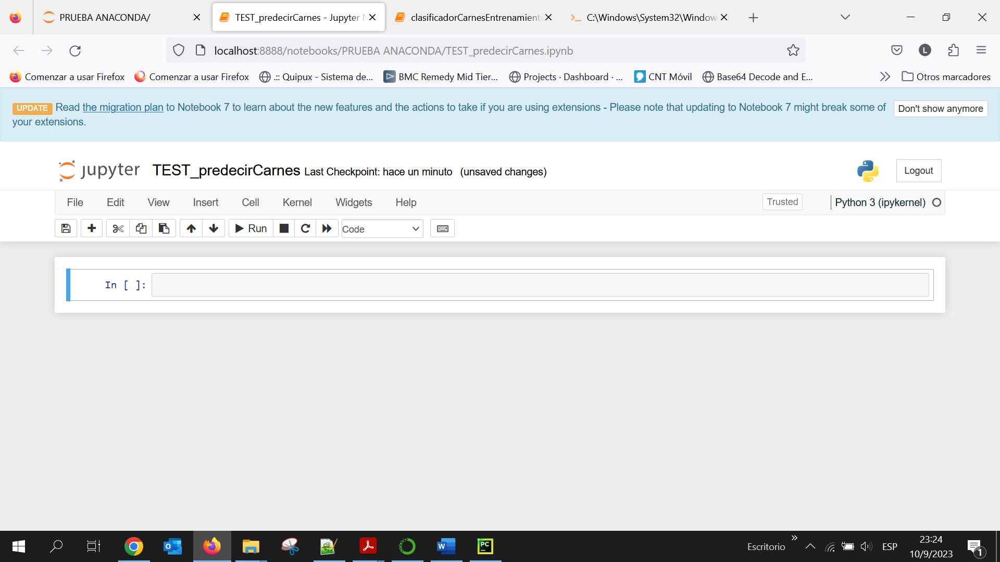 PRUEBA ANACONDA/
TEST_predecirCarnes - Jupyter N
clasificadorCarnesEntrenamiento
C:\Windows\System32\Window
localhost:8888/notebooks/PRUEBA ANACONDA/TEST_predecirCarnes.ipynb
L
Comenzar a usar Firefox
Comenzar a usar Firefox
.:: Quipux - Sistema de...
BMC Remedy Mid Tier...
Projects · Dashboard · ...
CNT Móvil
Base64 Decode and E...
Otros marcadores
UPDATE Read the migration plan to Notebook 7 to learn about the new features and the actions to take if you are using extensions - Please note that updating to Notebook 7 might break some of
your extensions.
Don't show anymore
jupyter TEST_predecirCarnes Last Checkpoint: hace un minuto (unsaved changes)
Logout
File Edit View Insert Cell Kernel Widgets Help
Trusted
Python 3 (ipykernel)
Run
Code
In [ ]:
Escritorio
ESP
23:24
10/9/2023
1